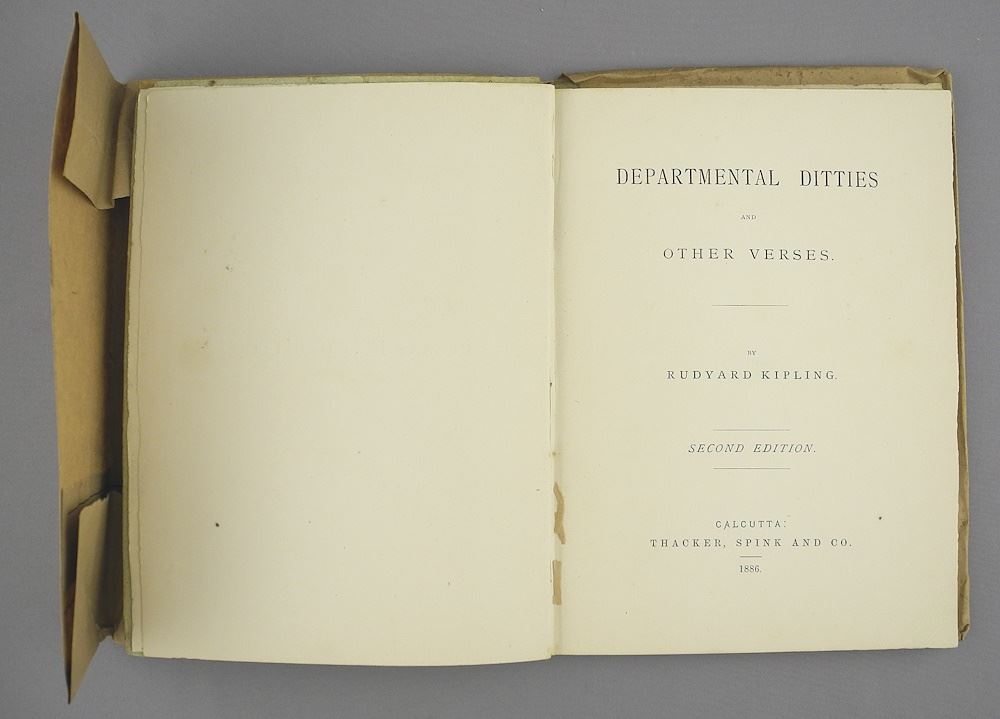 DEPARTMENTAL DITTIES
AND
OTHER VERSES.
BY
RUDYARD KIPLING.
SECOND EDITION.
CALCUTTA:
THACKER, SPINK AND CO.
1886.